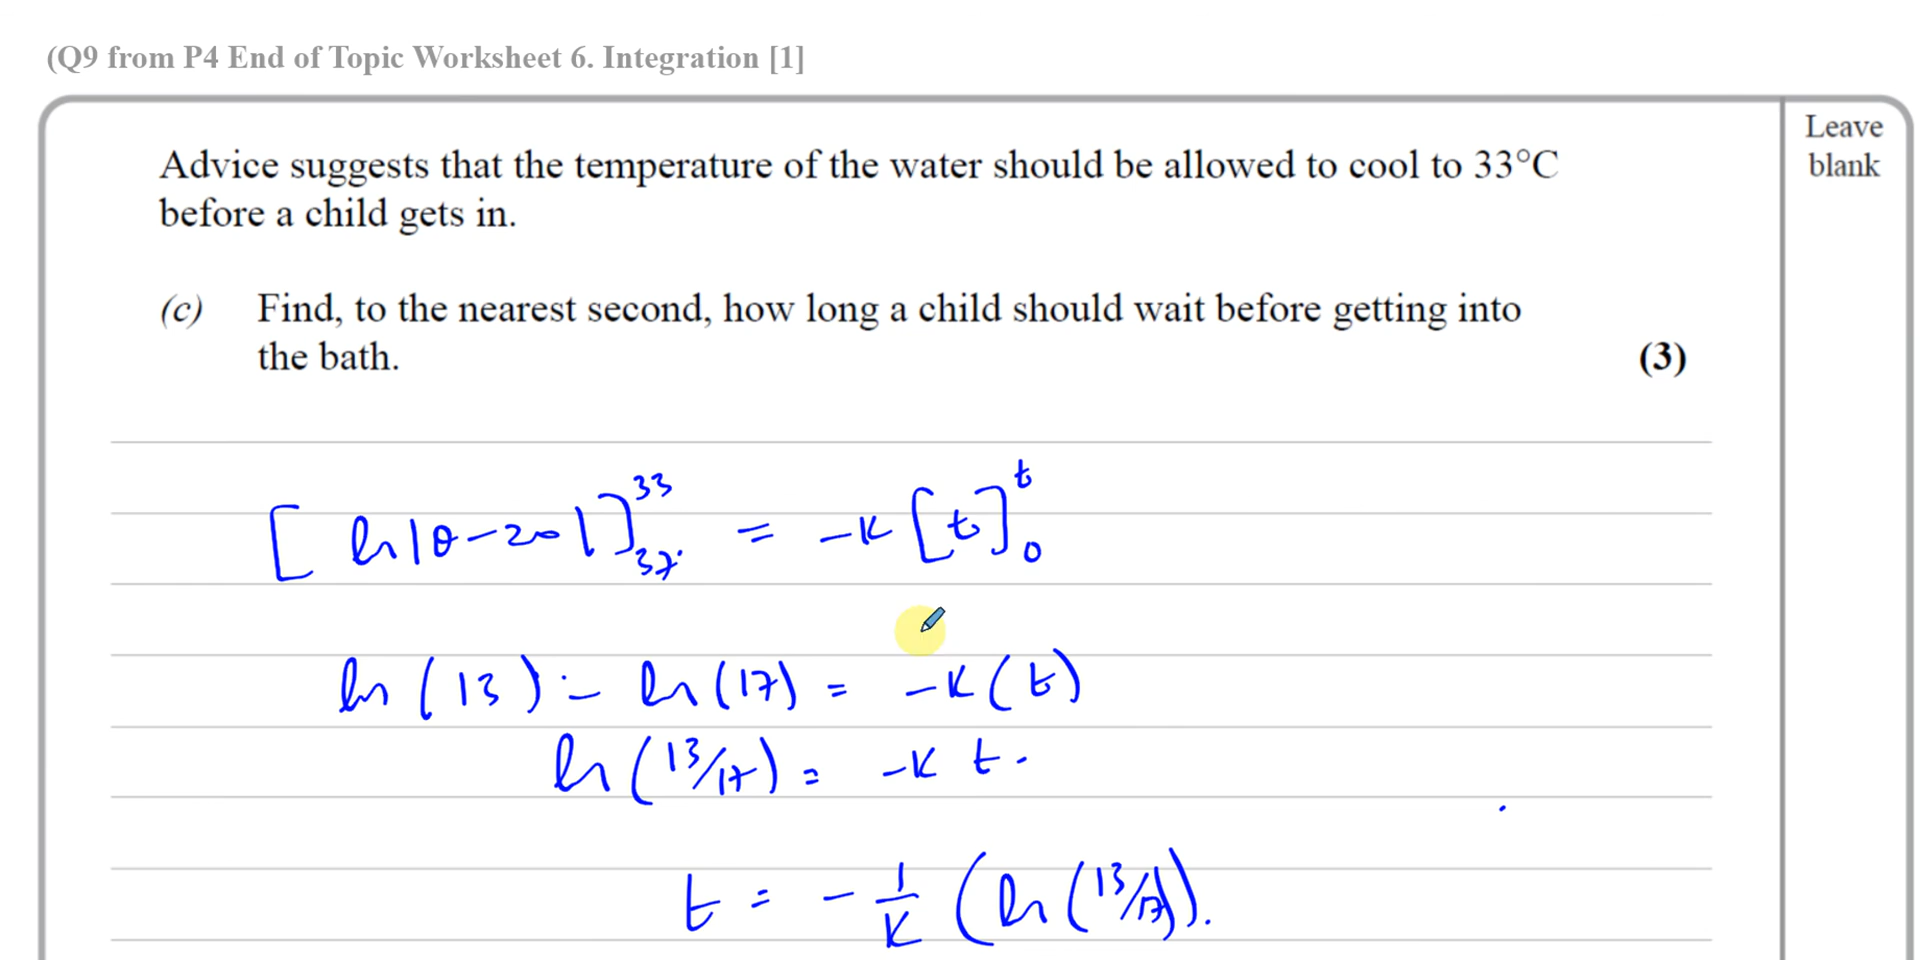 (Q9 from P4 End of Topic Worksheet 6. Integration [1]
Leave
blank
Advice suggests that the temperature of the water should be allowed to cool to 33°C
before a child gets in.
(c) Find, to the nearest second, how long a child should wait before getting into
the bath.
(3)
[ ln|θ-20| ]³³₃₇ = -K [t]ᵗ₀
ln (13) - ln (17) = -K(t)
ln (13/17) = -K t.
t = - 1/K (ln (13/17)).